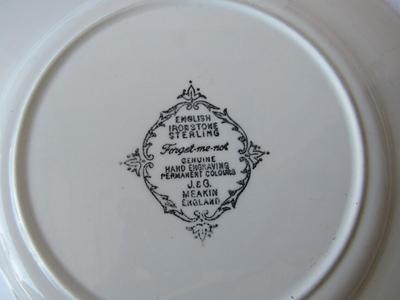 ENGLISH
IRONSTONE
STERLING
Forget-me-not
GENUINE
HAND ENGRAVING
PERMANENT COLOURS
J.&G.
MEAKIN
ENGLAND